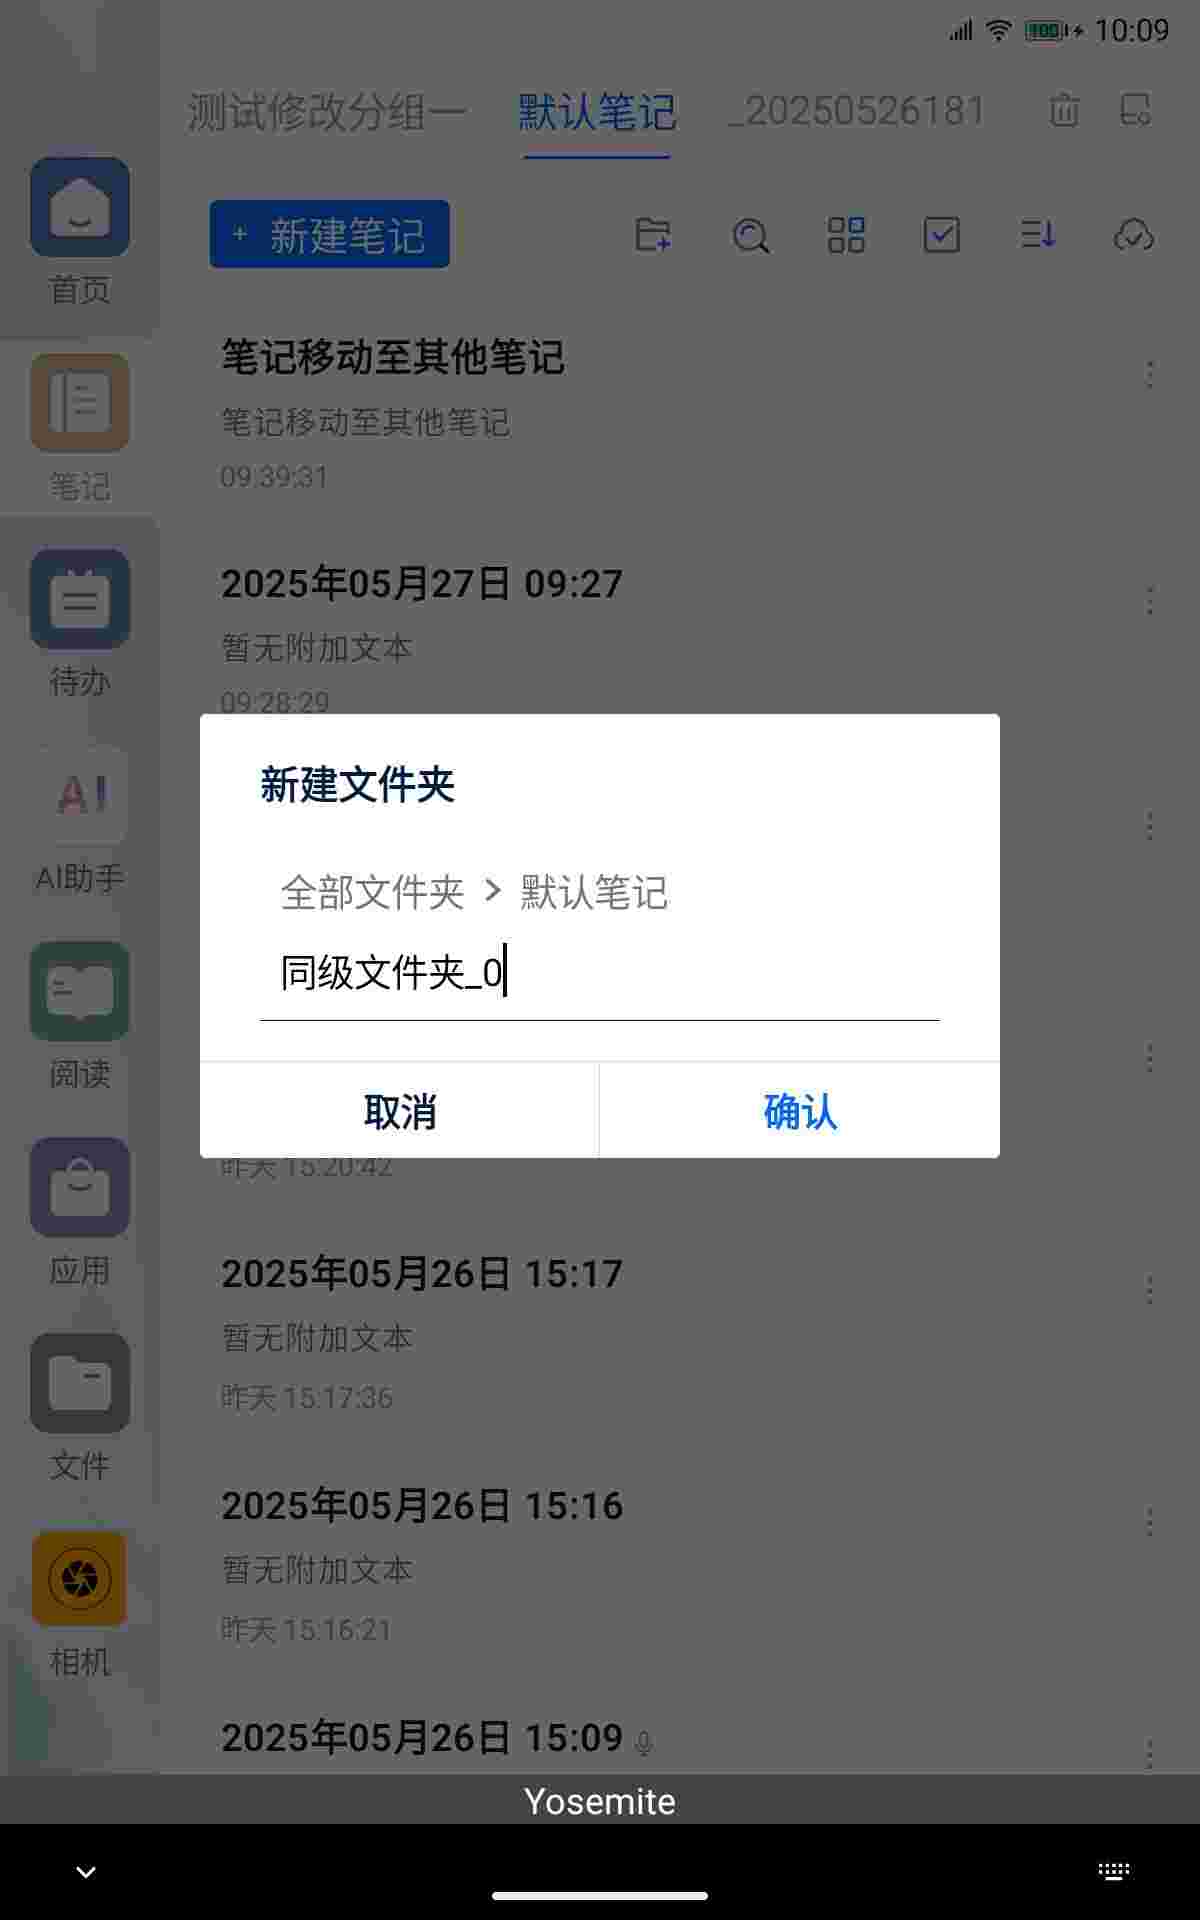 100 10:09
测试修改分组一 默认笔记 _20250526181
+ 新建笔记
首页
笔记移动至其他笔记
笔记移动至其他笔记
09:39:31
笔记
2025年05月27日 09:27
暂无附加文本
09:28:29
待办
AI
AI助手
新建文件夹
全部文件夹 > 默认笔记
同级文件夹_0
取消 确认
阅读
昨天 15:20:42
应用
2025年05月26日 15:17
暂无附加文本
昨天 15:17:36
文件
2025年05月26日 15:16
暂无附加文本
昨天 15:16:21
相机
2025年05月26日 15:09
Yosemite